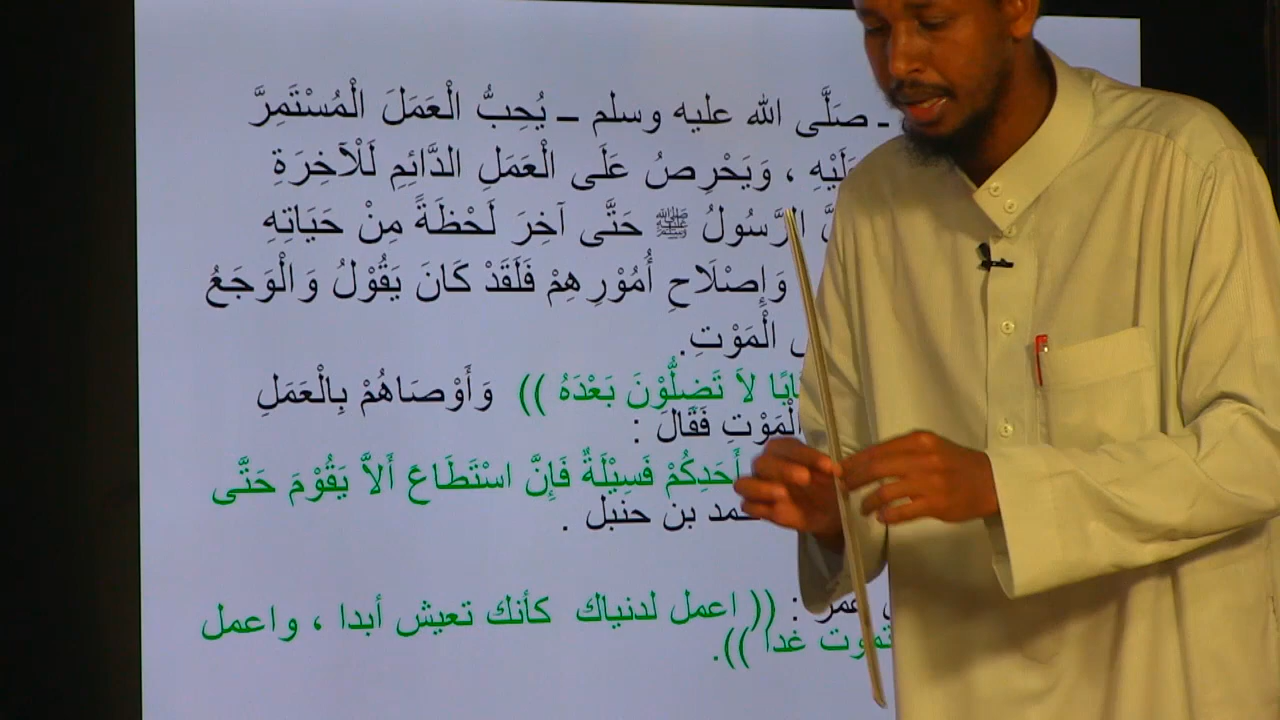 ـ صَلَّى الله عليه وسلم ـ يُحِبُّ الْعَمَلَ الْمُسْتَمِرَّ
، وَيَحْرِصُ عَلَى الْعَمَلِ الدَّائِمِ لَلْآخِرَةِ
الرَّسُولُ ﷺ حَتَّى آخِرَ لَحْظَةً مِنْ حَيَاتِهِ
وَإِصْلَاحِ أُمُوْرِهِمْ فَلَقَدْ كَانَ يَقُوْلُ وَالْوَجَعُ
الْمَوْتِ.
لاَ تَضِلُّوْنَ بَعْدَهُ )) وَأَوْصَاهُمْ بِالْعَمَلِ
الْمَوْتِ فَقَالَ :
أَحَدِكُمْ فَسِيْلَةٌ فَإِنَّ اسْتَطَاعَ أَلاَّ يَقُوْمَ حَتَّى
بن حنبل .
عمر : (( اعمل لدنياك كأنك تعيش أبدا ، واعمل
تموت غدا )).